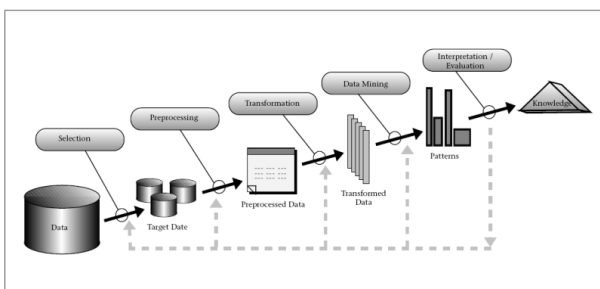 Interpretation /
Evaluation
Data Mining
Transformation
Preprocessing
Selection
Knowledge
Patterns
Transformed
Data
Preprocessed Data
Target Date
Data